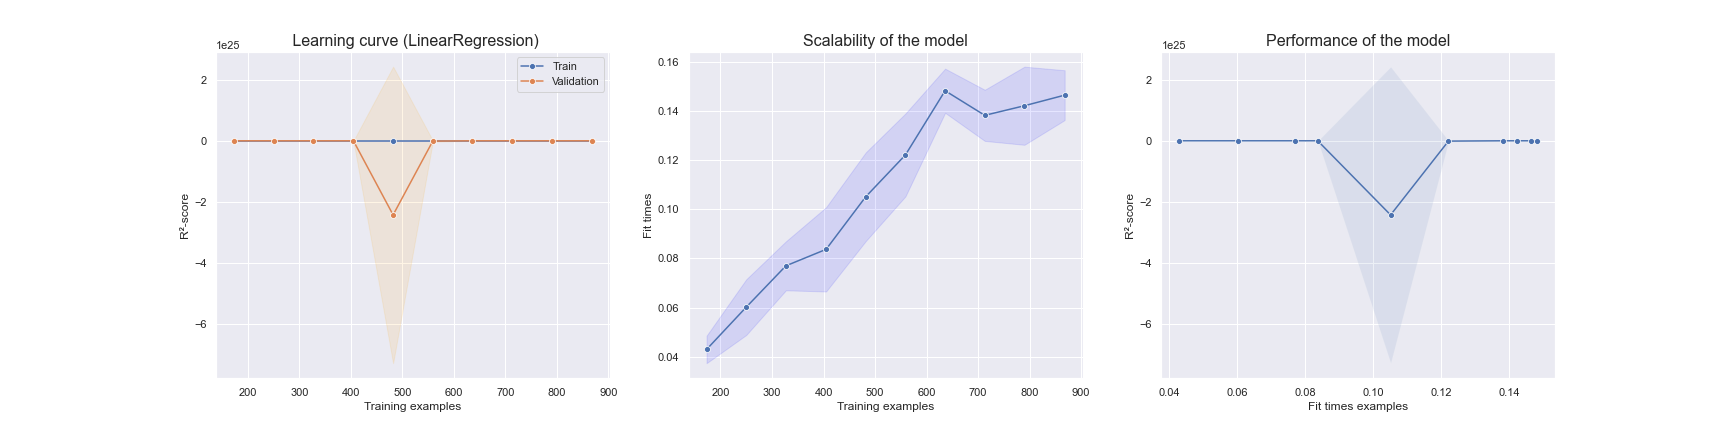 Learning curve (LinearRegression)
1e25
Train
Validation
2
0
−2
−4
−6
R²-score
200 300 400 500 600 700 800 900
Training examples
Scalability of the model
0.16
0.14
0.12
0.10
0.08
0.06
0.04
Fit times
200 300 400 500 600 700 800 900
Training examples
Performance of the model
1e25
2
0
−2
−4
−6
R²-score
0.04 0.06 0.08 0.10 0.12 0.14
Fit times examples